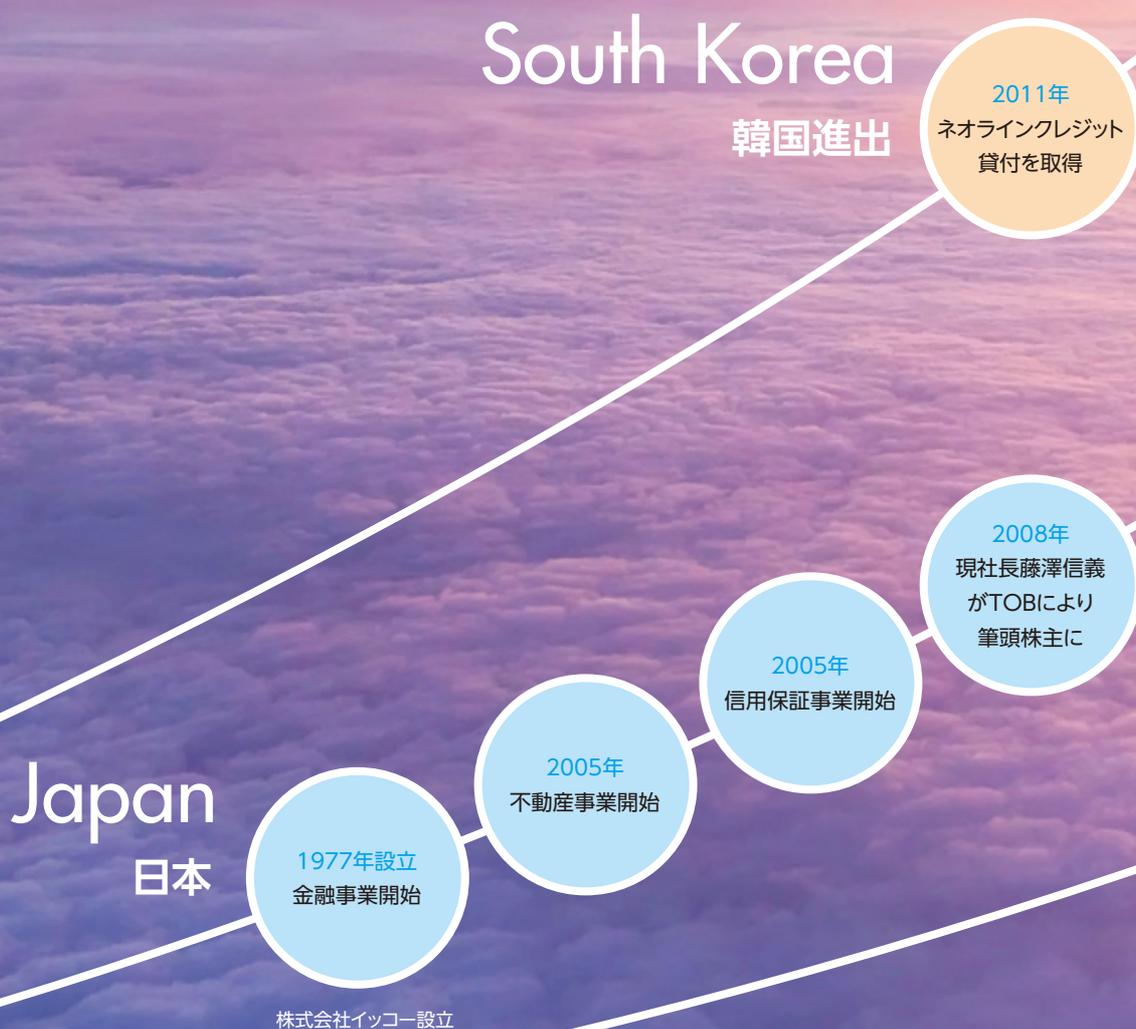 South Korea
韓国進出
2011年
ネオラインクレジット
貸付を取得
2008年
現社長藤澤信義
がTOBにより
筆頭株主に
2005年
信用保証事業開始
2005年
不動産事業開始
Japan
日本
1977年設立
金融事業開始
株式会社イッコー設立